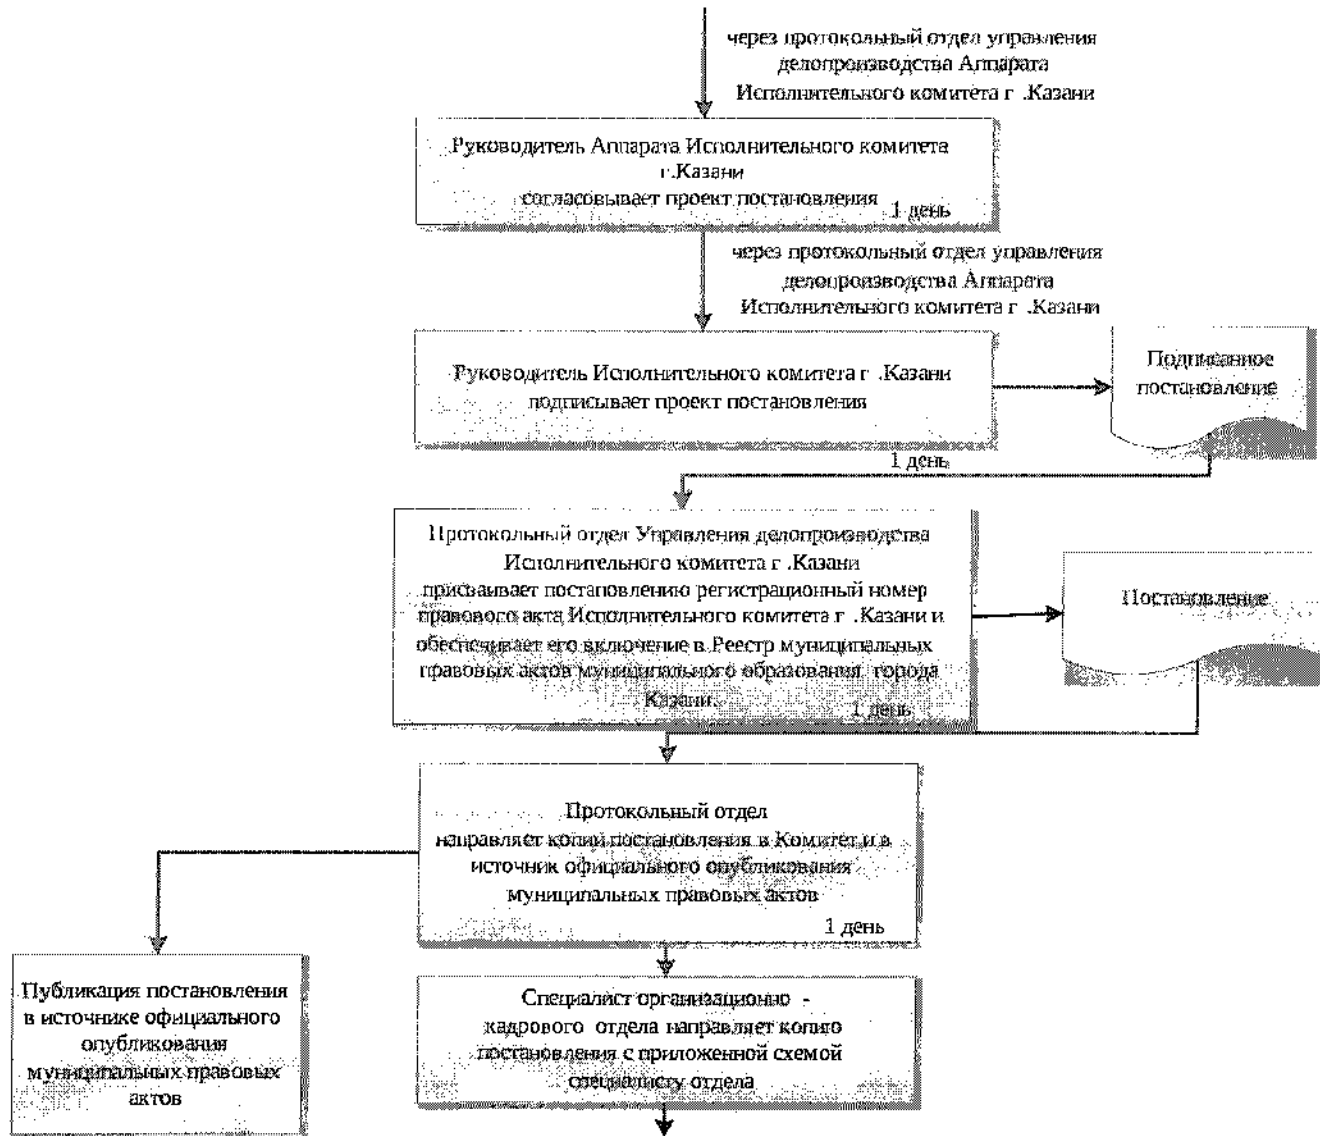 через протокольный отдел управления
делопроизводства Аппарата
Исполнительного комитета г .Казани
Руководитель Аппарата Исполнительного комитета
г.Казани
согласовывает проект постановления
1 день
через протокольный отдел управления
делопроизводства Аппарата
Исполнительного комитета г .Казани
Руководитель Исполнительного комитета г .Казани
подписывает проект постановления
1 день
Подписанное
постановление
Протокольный отдел Управления делопроизводства
Исполнительного комитета г .Казани
присваивает постановлению регистрационный номер
правового акта Исполнительного комитета г .Казани и
обеспечивает его включение в Реестр муниципальных
правовых актов муниципального образования города
Казани.
1 день
Постановление
Протокольный отдел
направляет копии постановления в Комитет и в
источник официального опубликования
муниципальных правовых актов
1 день
Публикация постановления
в источнике официального
опубликования
муниципальных правовых
актов
Специалист организационно -
кадрового отдела направляет копию
постановления с приложенной схемой
специалисту отдела